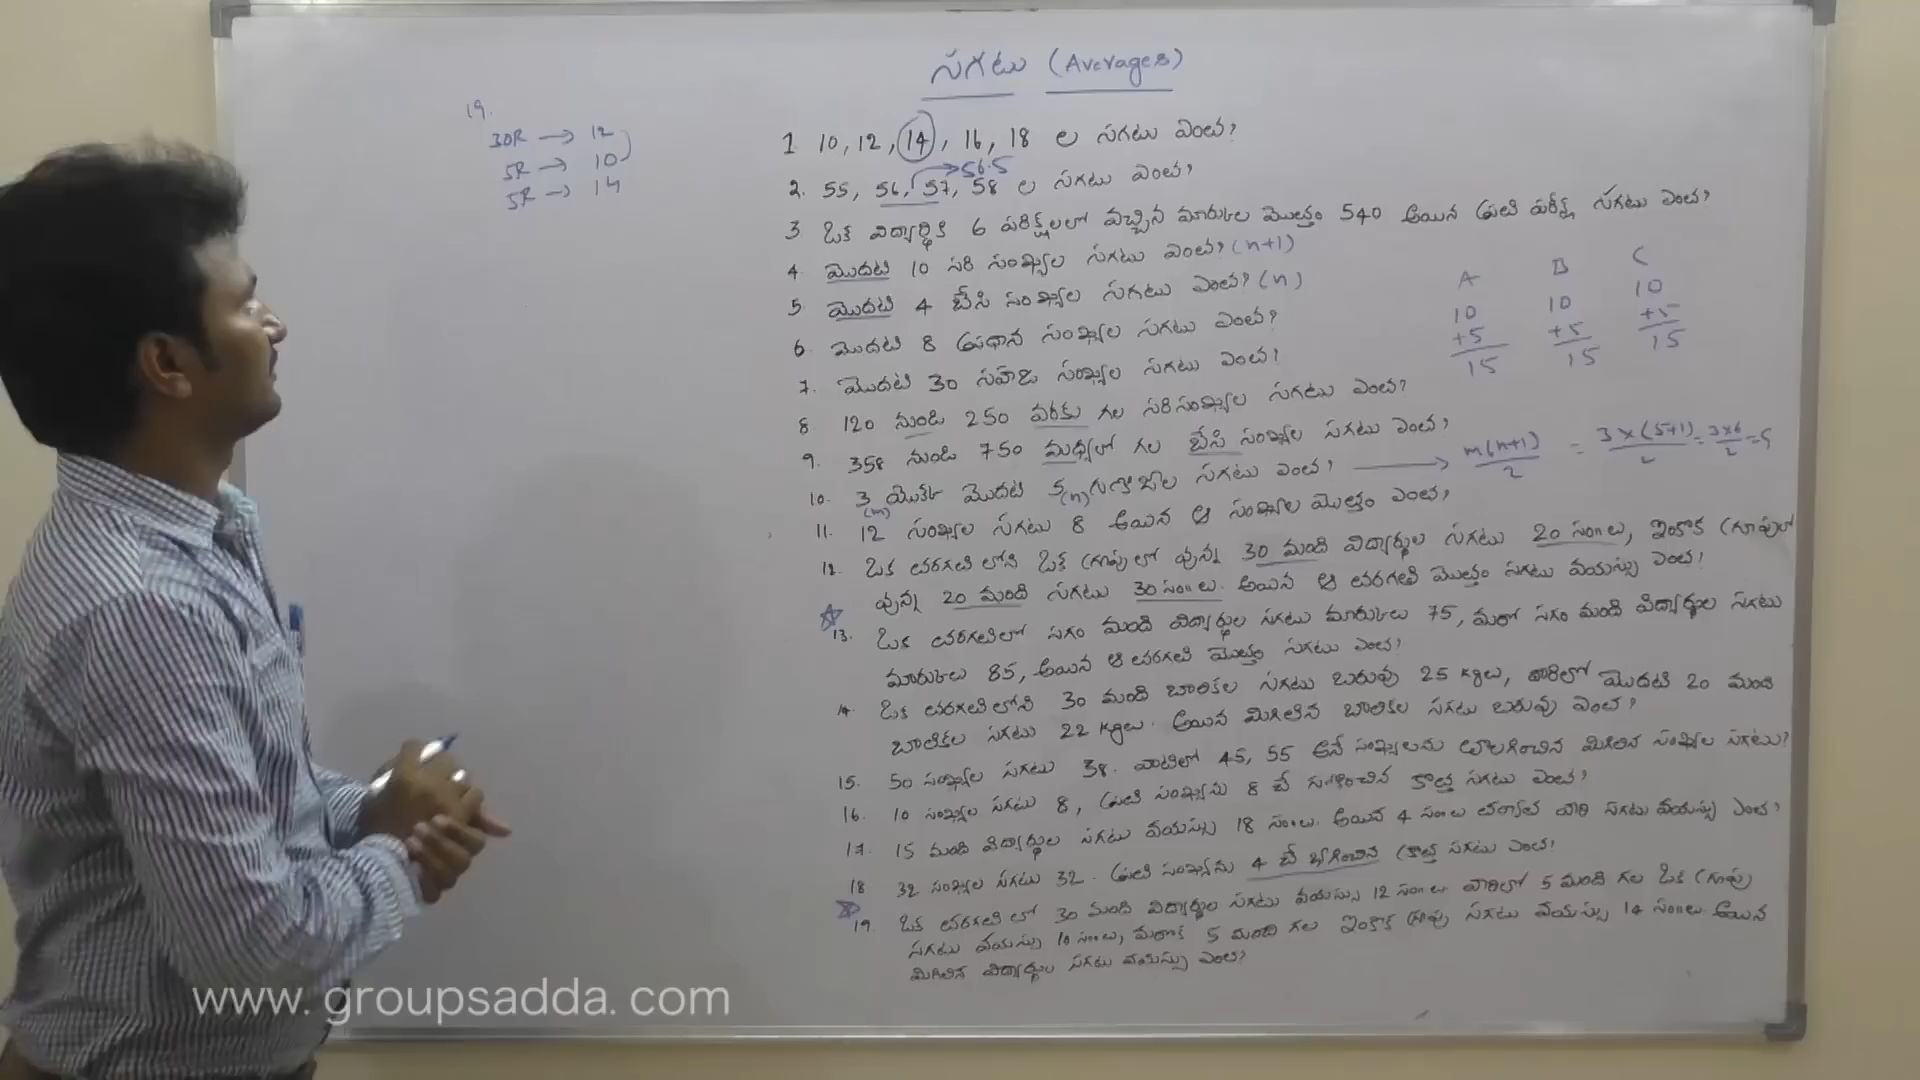 సగటు (Averages)
19.
30R → 12
5R → 10
5R → 14
1 10, 12, 14, 16, 18 ల సగటు ఎంత?
56.5
2. 55, 56, 57, 58 ల సగటు ఎంత?
3 ఒక విద్యార్థికి 6 పరీక్షలలో వచ్చిన మార్కుల మొత్తం 540 అయిన ప్రతి పరీక్ష సగటు ఎంత?
4 మొదటి 10 సరి సంఖ్యల సగటు ఎంత? (n+1)
5 మొదటి 4 బేసి సంఖ్యల సగటు ఎంత? (n)
A B C
10 10 10
+5 +5 +5
15 15 15
6 మొదటి 8 ప్రధాన సంఖ్యల సగటు ఎంత?
7. మొదటి 30 సహజ సంఖ్యల సగటు ఎంత?
8 120 నుండి 250 వరకు గల సరిసంఖ్యల సగటు ఎంత?
9. 358 నుండి 750 మధ్యలో గల బేసి సంఖ్యల సగటు ఎంత?
10. 3 యొక్క మొదటి 5 గుణిజాల సగటు ఎంత? → m(n+1)/2 = 3×(5+1)/2 = 3×6/2 = 9
(m) (n)
11. 12 సంఖ్యల సగటు 8 అయిన ఆ సంఖ్యల మొత్తం ఎంత?
12. ఒక తరగతి లోని ఒక గ్రూపులో వున్న 30 మంది విద్యార్థుల సగటు 20 సం॥లు, ఇంకొక గ్రూపులో
వున్న 20 మంది సగటు 30 సం॥లు. అయిన ఆ తరగతి మొత్తం సగటు వయస్సు ఎంత?
13. ఒక తరగతిలో సగం మంది విద్యార్థుల సగటు మార్కులు 75, మరో సగం మంది విద్యార్థుల సగటు
మార్కులు 85, అయిన ఆ తరగతి మొత్తం సగటు ఎంత?
14 ఒక తరగతి లోని 30 మంది బాలికల సగటు బరువు 25 kgలు, వారిలో మొదటి 20 మంది
బాలికల సగటు 22 kgలు. అయిన మిగిలిన బాలికల సగటు బరువు ఎంత?
15. 50 సంఖ్యల సగటు 38. వాటిలో 45, 55 అనే సంఖ్యలను తొలగించిన మిగిలిన సంఖ్యల సగటు?
16. 10 సంఖ్యల సగటు 8, ప్రతి సంఖ్యను 8 చే గుణించిన కొత్త సగటు ఎంత?
17. 15 మంది విద్యార్థుల సగటు వయస్సు 18 సం॥లు. అయిన 4 సం॥లు తర్వాత వారి సగటు వయస్సు ఎంత?
18 32 సంఖ్యల సగటు 32. ప్రతి సంఖ్యను 4 చే భాగించిన కొత్త సగటు ఎంత?
19. ఒక తరగతి లో 30 మంది విద్యార్థుల సగటు వయస్సు 12 సం॥లు వారిలో 5 మంది గల ఒక గ్రూపు
సగటు వయస్సు 10 సం॥లు, మరొక 5 మంది గల ఇంకొక గ్రూపు సగటు వయస్సు 14 సం॥లు అయిన
మిగిలిన విద్యార్థుల సగటు వయస్సు ఎంత?
www.groupsadda.com